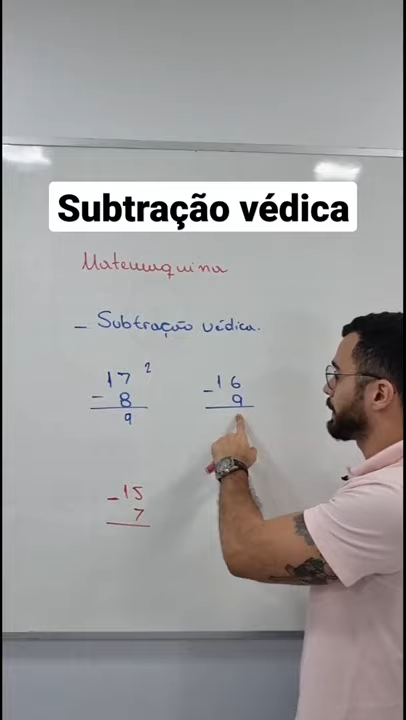 Subtração védica
Matemaquina
- Subtração védica.
17 2
- 8
9
- 16
9
- 15
7